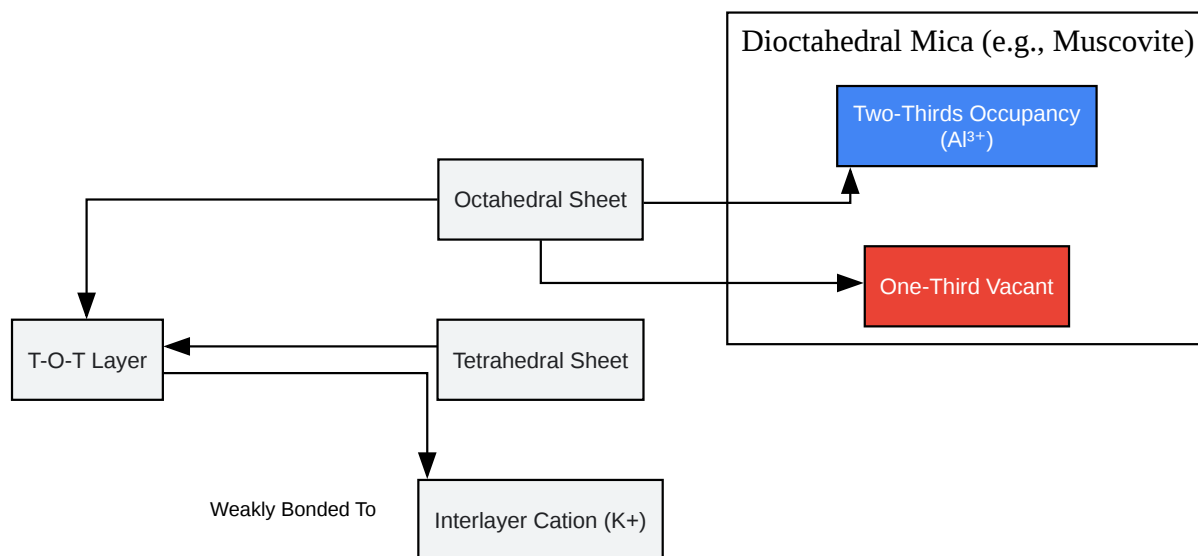 Dioctahedral Mica (e.g., Muscovite)
Two-Thirds Occupancy
(Al³⁺)
Octahedral Sheet
One-Third Vacant
T-O-T Layer
Tetrahedral Sheet
Weakly Bonded To
Interlayer Cation (K+)